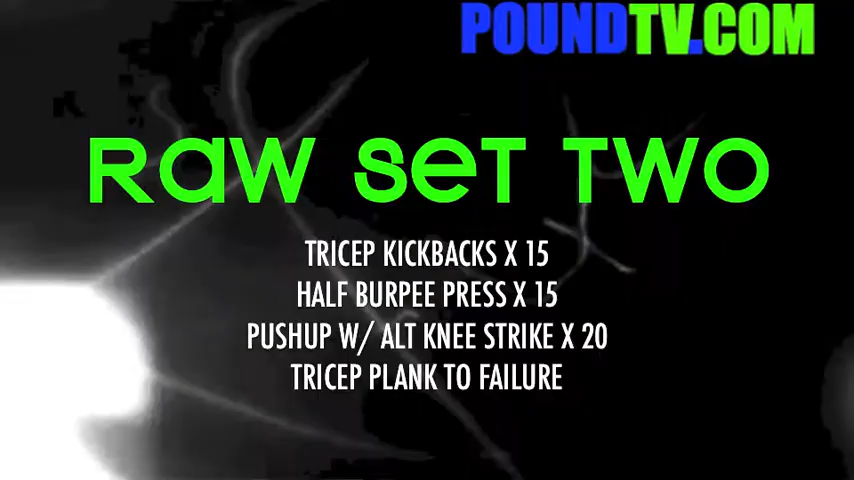 POUNDTV.COM
RAW SET TWO
TRICEP KICKBACKS X 15
HALF BURPEE PRESS X 15
PUSHUP W/ ALT KNEE STRIKE X 20
TRICEP PLANK TO FAILURE